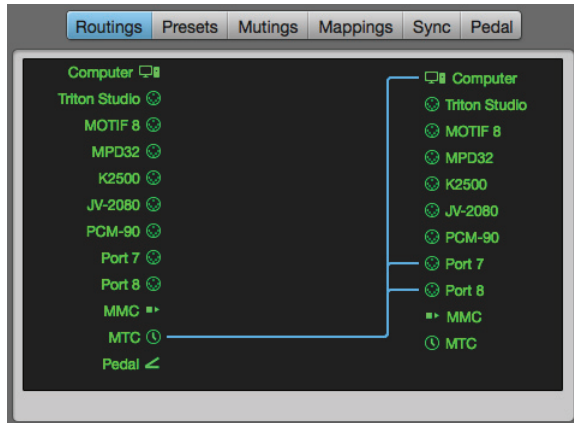 Routings Presets Mutings Mappings Sync Pedal
Computer
Triton Studio
MOTIF 8
MPD32
K2500
JV-2080
PCM-90
Port 7
Port 8
MMC
MTC
Pedal
Computer
Triton Studio
MOTIF 8
MPD32
K2500
JV-2080
PCM-90
Port 7
Port 8
MMC
MTC